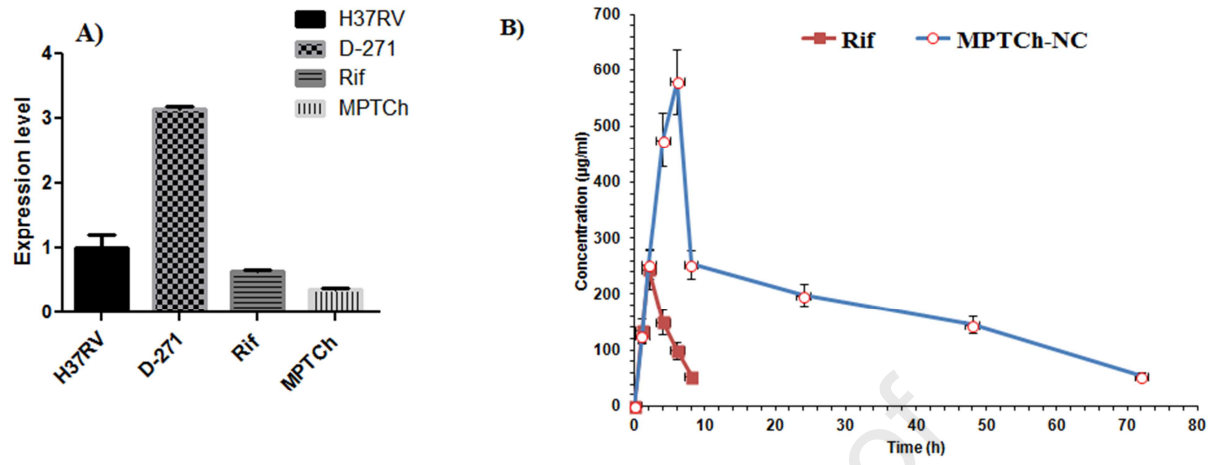 A)
H37RV
D-271
Rif
MPTCh
Expression level
4
3
2
1
0
H37RV
D-271
Rif
MPTCh
B)
Rif
MPTCh-NC
Concentration (µg/ml)
700
600
500
400
300
200
100
0
0 10 20 30 40 50 60 70 80
Time (h)
of